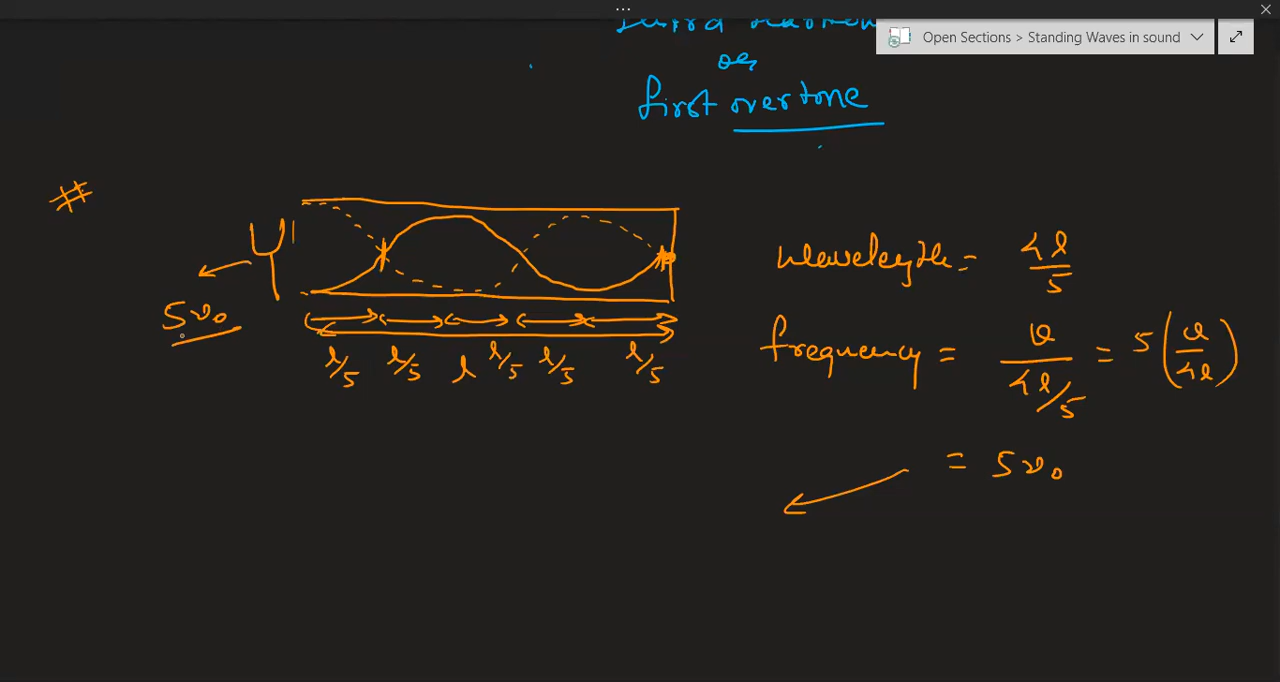 Open Sections > Standing Waves in sound
or
first overtone
#
5ν₀
l/5 l/5 l l/5 l/5 l/5
wavelength = 4l/5
frequency = v/(4l/5) = 5(v/4l)
= 5ν₀